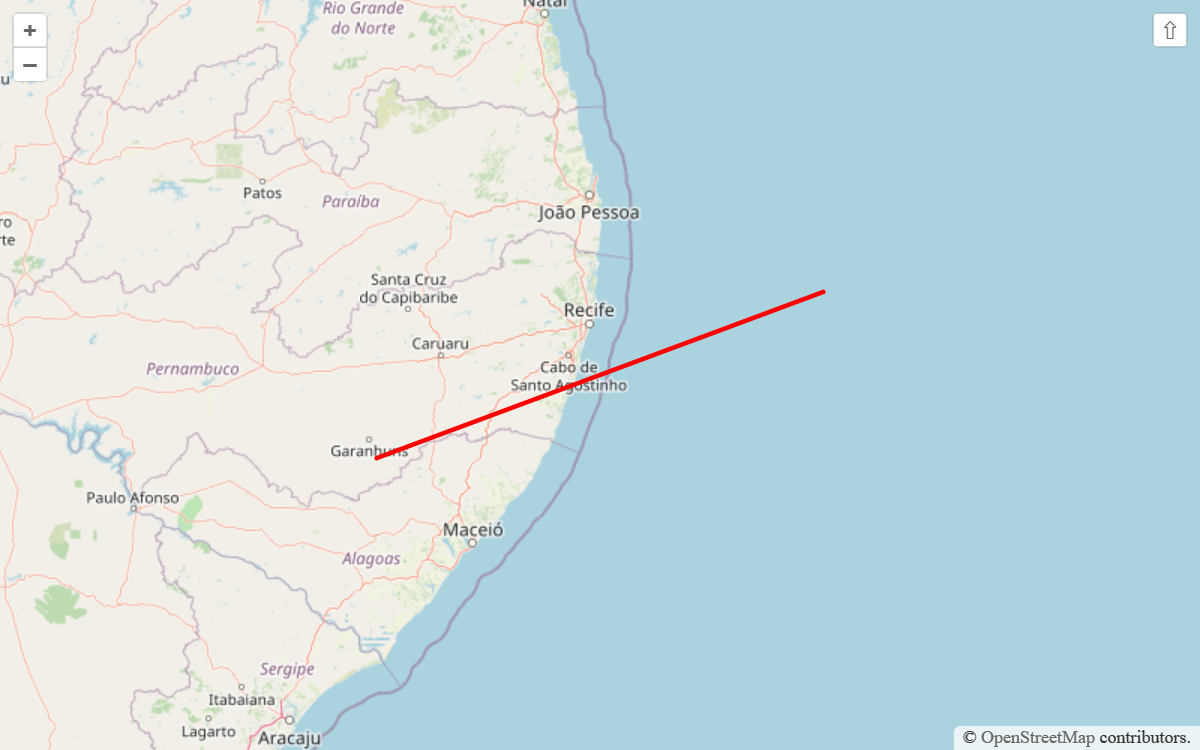 Natal
Rio Grande
do Norte
+
−
⇧
Patos
Paraíba
João Pessoa
Santa Cruz
do Capibaribe
Recife
Caruaru
Cabo de
Santo Agostinho
Pernambuco
Garanhuns
Paulo Afonso
Maceió
Alagoas
Sergipe
Itabaiana
Lagarto
Aracaju
© OpenStreetMap contributors.